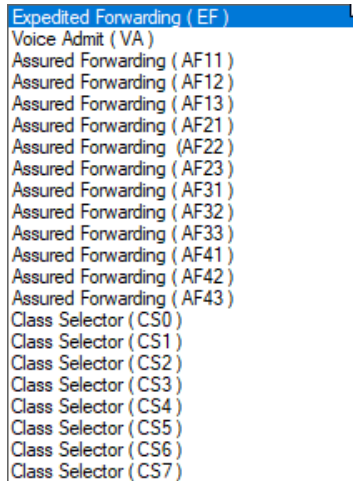 Expedited Forwarding ( EF )
Voice Admit ( VA )
Assured Forwarding ( AF11 )
Assured Forwarding ( AF12 )
Assured Forwarding ( AF13 )
Assured Forwarding ( AF21 )
Assured Forwarding  (AF22 )
Assured Forwarding ( AF23 )
Assured Forwarding ( AF31 )
Assured Forwarding ( AF32 )
Assured Forwarding ( AF33 )
Assured Forwarding ( AF41 )
Assured Forwarding ( AF42 )
Assured Forwarding ( AF43 )
Class Selector ( CS0 )
Class Selector ( CS1 )
Class Selector ( CS2 )
Class Selector ( CS3 )
Class Selector ( CS4 )
Class Selector ( CS5 )
Class Selector ( CS6 )
Class Selector ( CS7 )